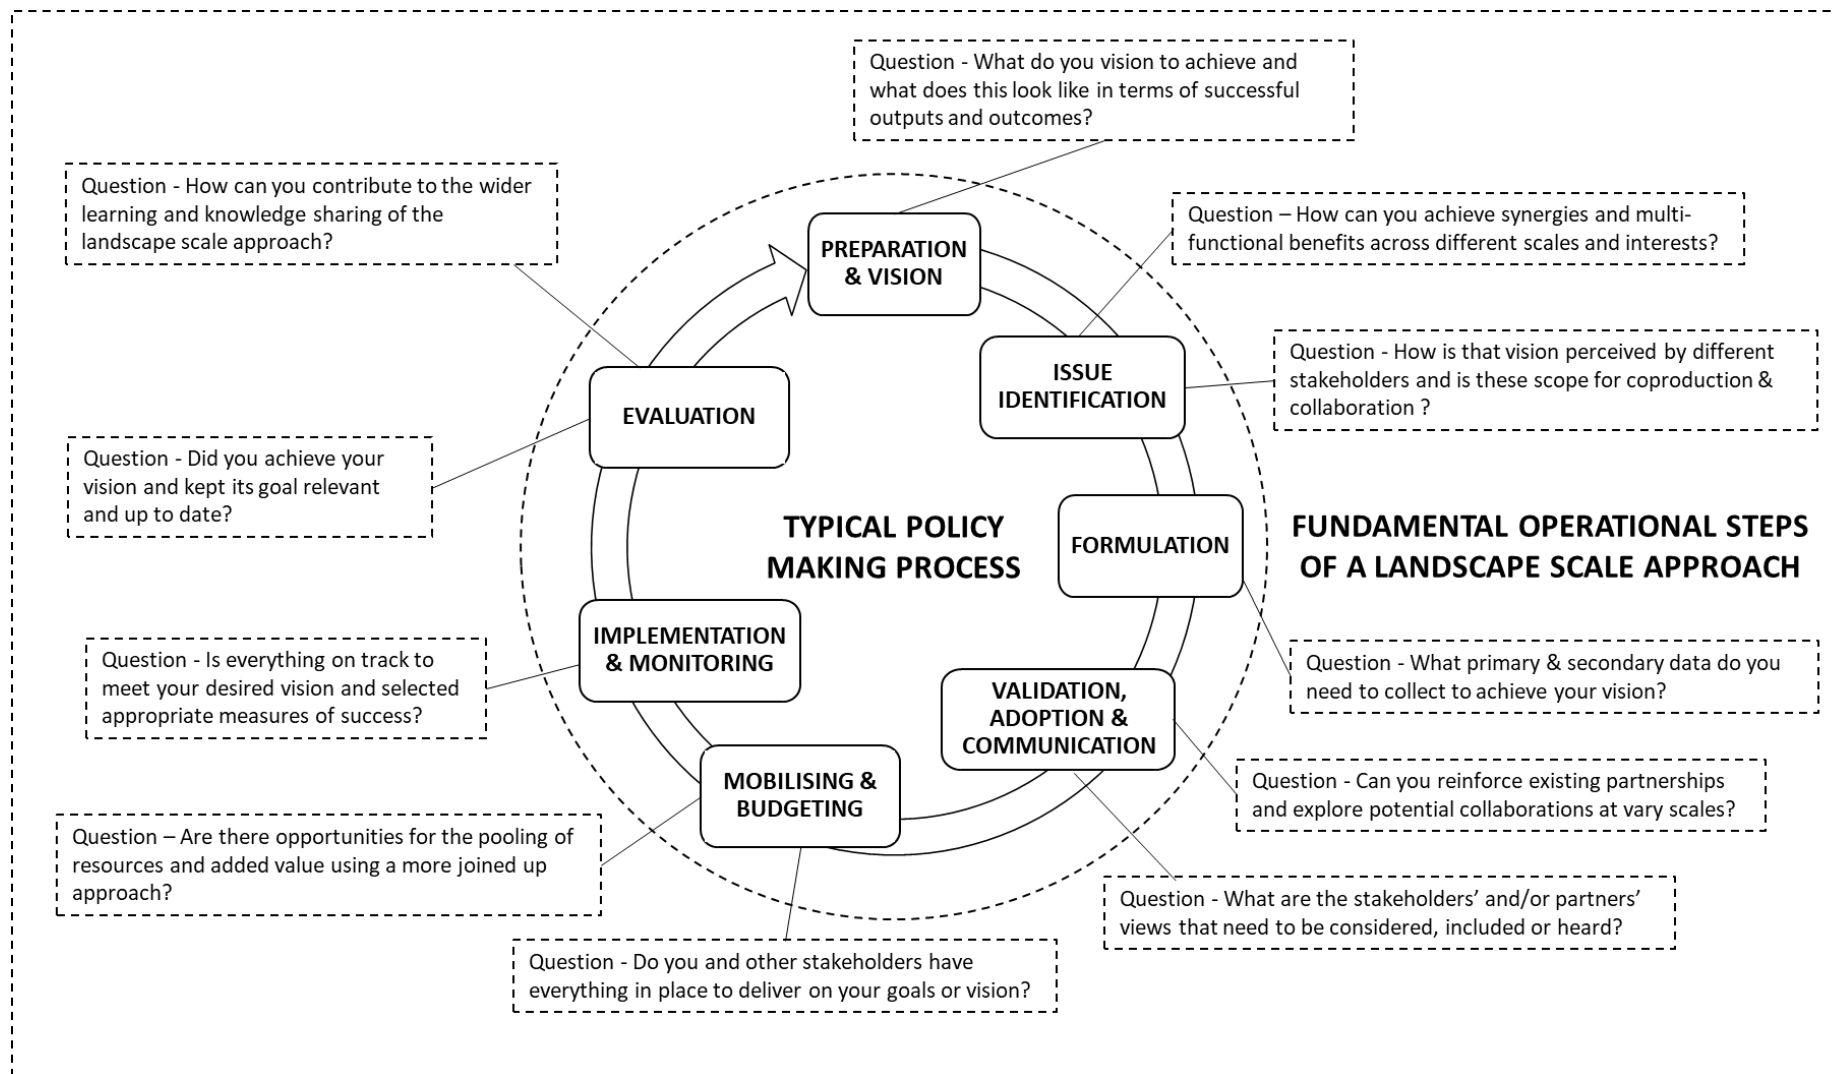 Question - What do you vision to achieve and
what does this look like in terms of successful
outputs and outcomes?
Question - How can you contribute to the wider
learning and knowledge sharing of the
landscape scale approach?
Question – How can you achieve synergies and multi-
functional benefits across different scales and interests?
PREPARATION
& VISION
Question - How is that vision perceived by different
stakeholders and is these scope for coproduction &
collaboration ?
ISSUE
IDENTIFICATION
EVALUATION
Question - Did you achieve your
vision and kept its goal relevant
and up to date?
TYPICAL POLICY
MAKING PROCESS
FORMULATION
FUNDAMENTAL OPERATIONAL STEPS
OF A LANDSCAPE SCALE APPROACH
IMPLEMENTATION
& MONITORING
Question - Is everything on track to
meet your desired vision and selected
appropriate measures of success?
Question - What primary & secondary data do you
need to collect to achieve your vision?
VALIDATION,
ADOPTION &
COMMUNICATION
MOBILISING &
BUDGETING
Question - Can you reinforce existing partnerships
and explore potential collaborations at vary scales?
Question – Are there opportunities for the pooling of
resources and added value using a more joined up
approach?
Question - What are the stakeholders’ and/or partners’
views that need to be considered, included or heard?
Question - Do you and other stakeholders have
everything in place to deliver on your goals or vision?